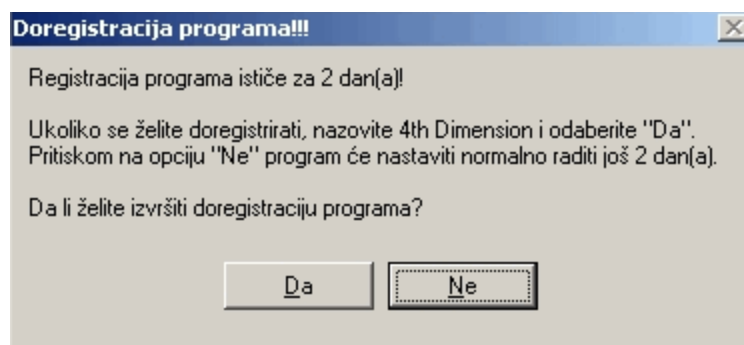 Doregistracija programa!!!
Registracija programa ističe za 2 dan(a)!
Ukoliko se želite doregistrirati, nazovite 4th Dimension i odaberite "Da".
Pritiskom na opciju "Ne" program će nastaviti normalno raditi još 2 dan(a).
Da li želite izvršiti doregistraciju programa?
Da
Ne